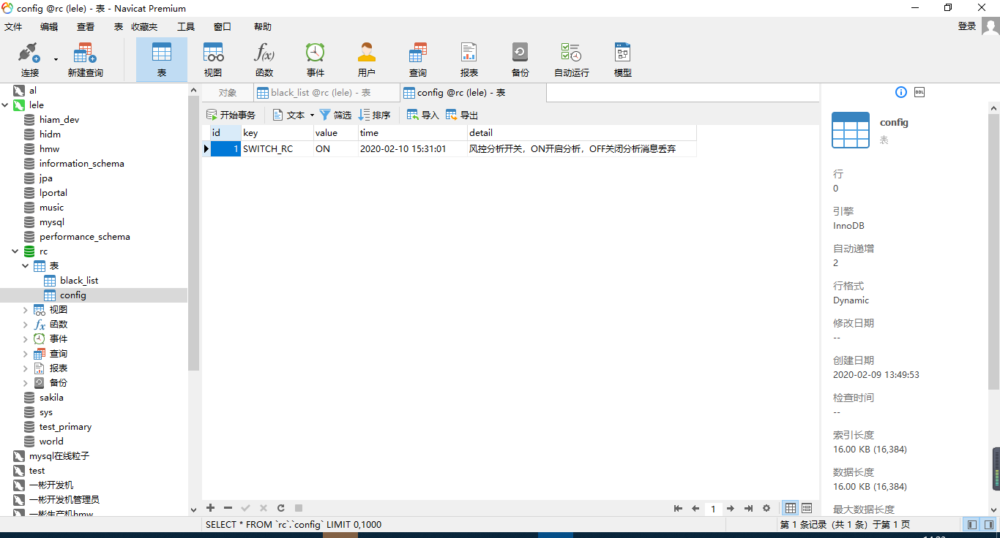 config @rc (lele) - 表 - Navicat Premium
文件 编辑 查看 表 收藏夹 工具 窗口 帮助 登录
连接 新建查询 表 视图 函数 事件 用户 查询 报表 备份 自动运行 模型
al
lele
hiam_dev
hidm
hmw
information_schema
jpa
lportal
music
mysql
performance_schema
rc
表
black_list
config
视图
函数
事件
查询
报表
备份
sakila
sys
test_primary
world
mysql在线粒子
test
一彬开发机
一彬开发机管理员
一彬生产机hmw
对象 black_list @rc (lele) - 表 config @rc (lele) - 表
开始事务 文本 筛选 排序 导入 导出
id key value time detail
1 SWITCH_RC ON 2020-02-10 15:31:01 风控分析开关，ON开启分析，OFF关闭分析消息丢弃
1
SELECT * FROM `rc`.`config` LIMIT 0,1000
第 1 条记录（共 1 条）于第 1 页
DDL
config
表
行
0
引擎
InnoDB
自动递增
2
行格式
Dynamic
修改日期
--
创建日期
2020-02-09 13:49:53
检查时间
--
索引长度
16.00 KB (16,384)
数据长度
16.00 KB (16,384)
最大数据长度